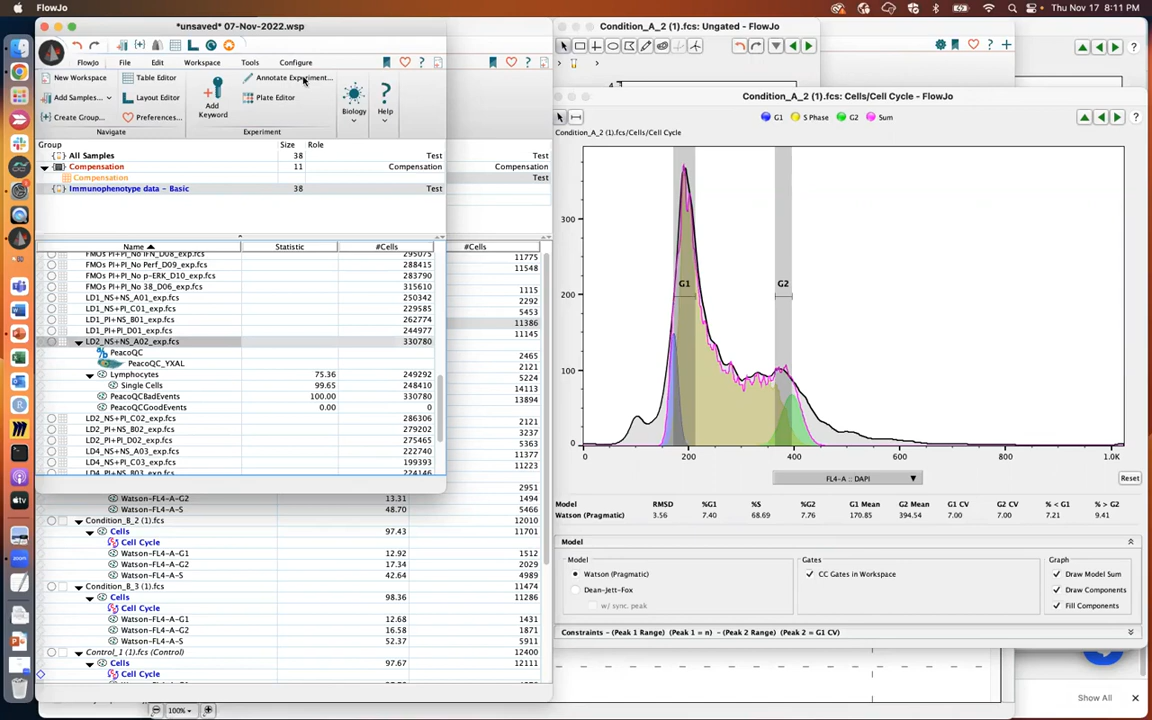 FlowJo
Thu Nov 17 8:11 PM
*unsaved* 07-Nov-2022.wsp
FlowJo File Edit Workspace Tools Configure
New Workspace
Table Editor
Add Samples...
Layout Editor
Create Group...
Preferences...
Navigate
Add
Keyword
Annotate Experiment...
Plate Editor
Experiment
Biology
Help
Group Size Role
All Samples 38 Test
Compensation 11 Compensation
Compensation Test
Immunophenotype data - Basic 38 Test
Name Statistic #Cells
FMOs PI+PI_No IFN_D08_exp.fcs 295075
FMOs PI+PI_No Perf_D09_exp.fcs 288415
FMOs PI+PI_No p-ERK_D10_exp.fcs 283790
FMOs PI+PI_No 38_D06_exp.fcs 315610
LD1_NS+NS_A01_exp.fcs 250342
LD1_NS+PI_C01_exp.fcs 229585
LD1_PI+NS_B01_exp.fcs 262774
LD1_PI+PI_D01_exp.fcs 244977
LD2_NS+NS_A02_exp.fcs 330780
PeacoQC
PeacoQC_YXAL
Lymphocytes 75.36 249292
Single Cells 99.65 248410
PeacoQCBadEvents 100.00 330780
PeacoQCGoodEvents 0.00 0
LD2_NS+PI_C02_exp.fcs 286306
LD2_PI+NS_B02_exp.fcs 279202
LD2_PI+PI_D02_exp.fcs 275465
LD4_NS+NS_A03_exp.fcs 222740
LD4_NS+PI_C03_exp.fcs 199393
LD4_PI+NS_B03_exp.fcs 224146
#Cells
11775
11548
1115
2292
5453
11386
11145
2465
2121
5224
14113
13894
2121
3237
5363
11377
11223
2951
Watson-FL4-A-G2 13.31 1494
Watson-FL4-A-S 48.70 5466
Condition_B_2 (1).fcs 12010
Cells 97.43 11701
Cell Cycle
Watson-FL4-A-G1 12.92 1512
Watson-FL4-A-G2 17.34 2029
Watson-FL4-A-S 42.64 4989
Condition_B_3 (1).fcs 11474
Cells 98.36 11286
Cell Cycle
Watson-FL4-A-G1 12.68 1431
Watson-FL4-A-G2 16.58 1871
Watson-FL4-A-S 52.37 5911
Control_1 (1).fcs (Control) 12400
Cells 97.67 12111
Cell Cycle
100%
Condition_A_2 (1).fcs: Ungated - FlowJo
Condition_A_2 (1).fcs: Cells/Cell Cycle - FlowJo
G1 S Phase G2 Sum
Condition_A_2 (1).fcs/Cells/Cell Cycle
300
200
100
0
G1
G2
0 200 400 600 800 1.0K
FL4-A :: DAPI
Reset
Model RMSD %G1 %S %G2 G1 Mean G2 Mean G1 CV G2 CV % < G1 % > G2
Watson (Pragmatic) 3.56 7.40 68.69 7.76 170.85 394.54 7.00 7.00 7.21 9.41
Model
Model
Watson (Pragmatic)
Dean-Jett-Fox
w/ sync. peak
Gates
CC Gates in Workspace
Graph
Draw Model Sum
Draw Components
Fill Components
Constraints - (Peak 1 Range) (Peak 1 = n) - (Peak 2 Range) (Peak 2 = G1 CV)
Show All